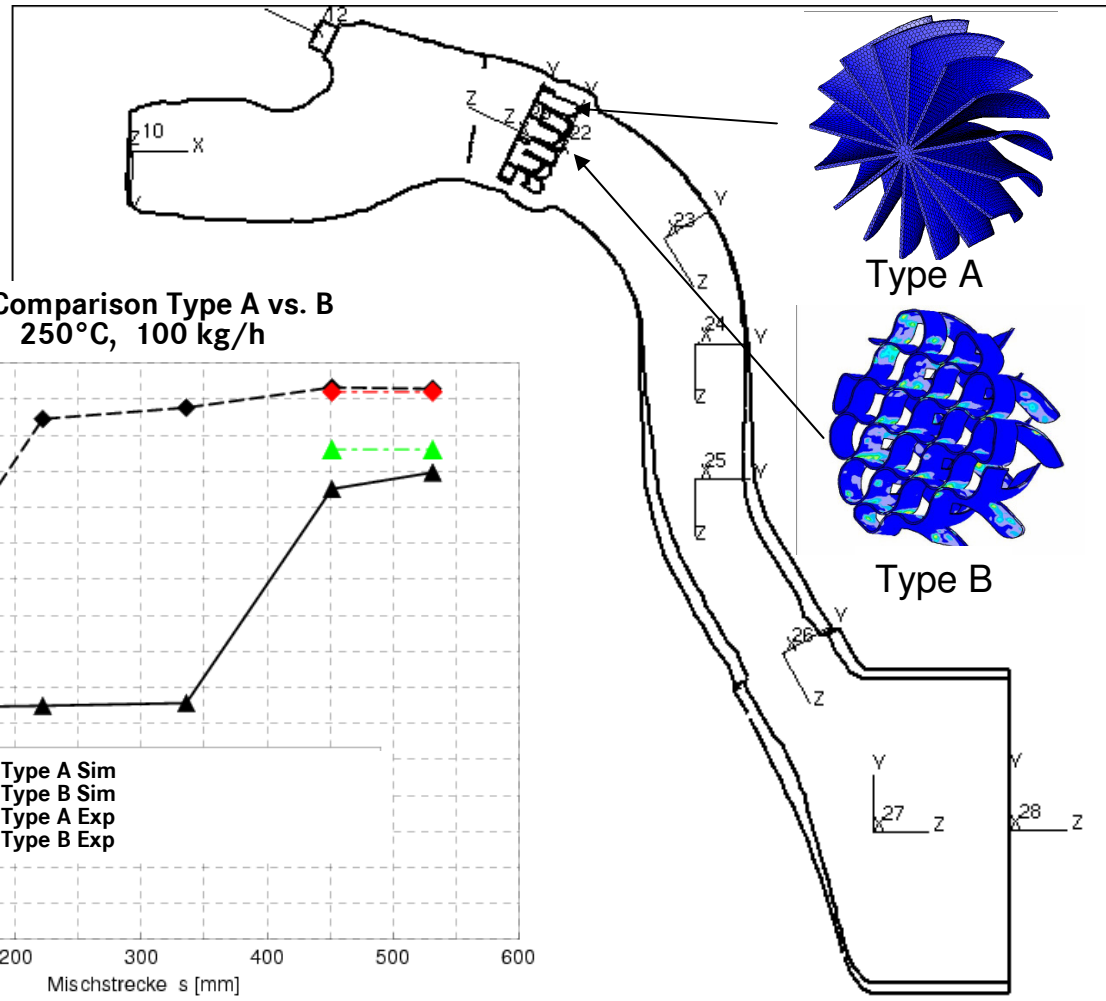 12
Y
Y
Z
Z
22
Z
10
X
23
Y
X
Z
Type A
Comparison Type A vs. B
250°C, 100 kg/h
24
X
Y
Z
25
X
Y
Z
Type B
Y
26
X
Z
Type A Sim
Type B Sim
Type A Exp
Type B Exp
Y
Y
27
X
Z
28
X
Z
200
300
400
500
600
Mischstrecke s [mm]